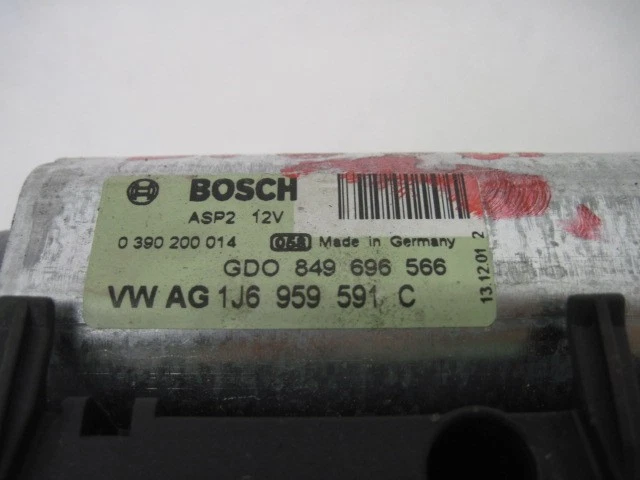 BOSCH
ASP2 12V
0 390 200 014 Made in Germany
GDO 849 696 566
VW AG 1J6 959 591 C
13.12.01 2